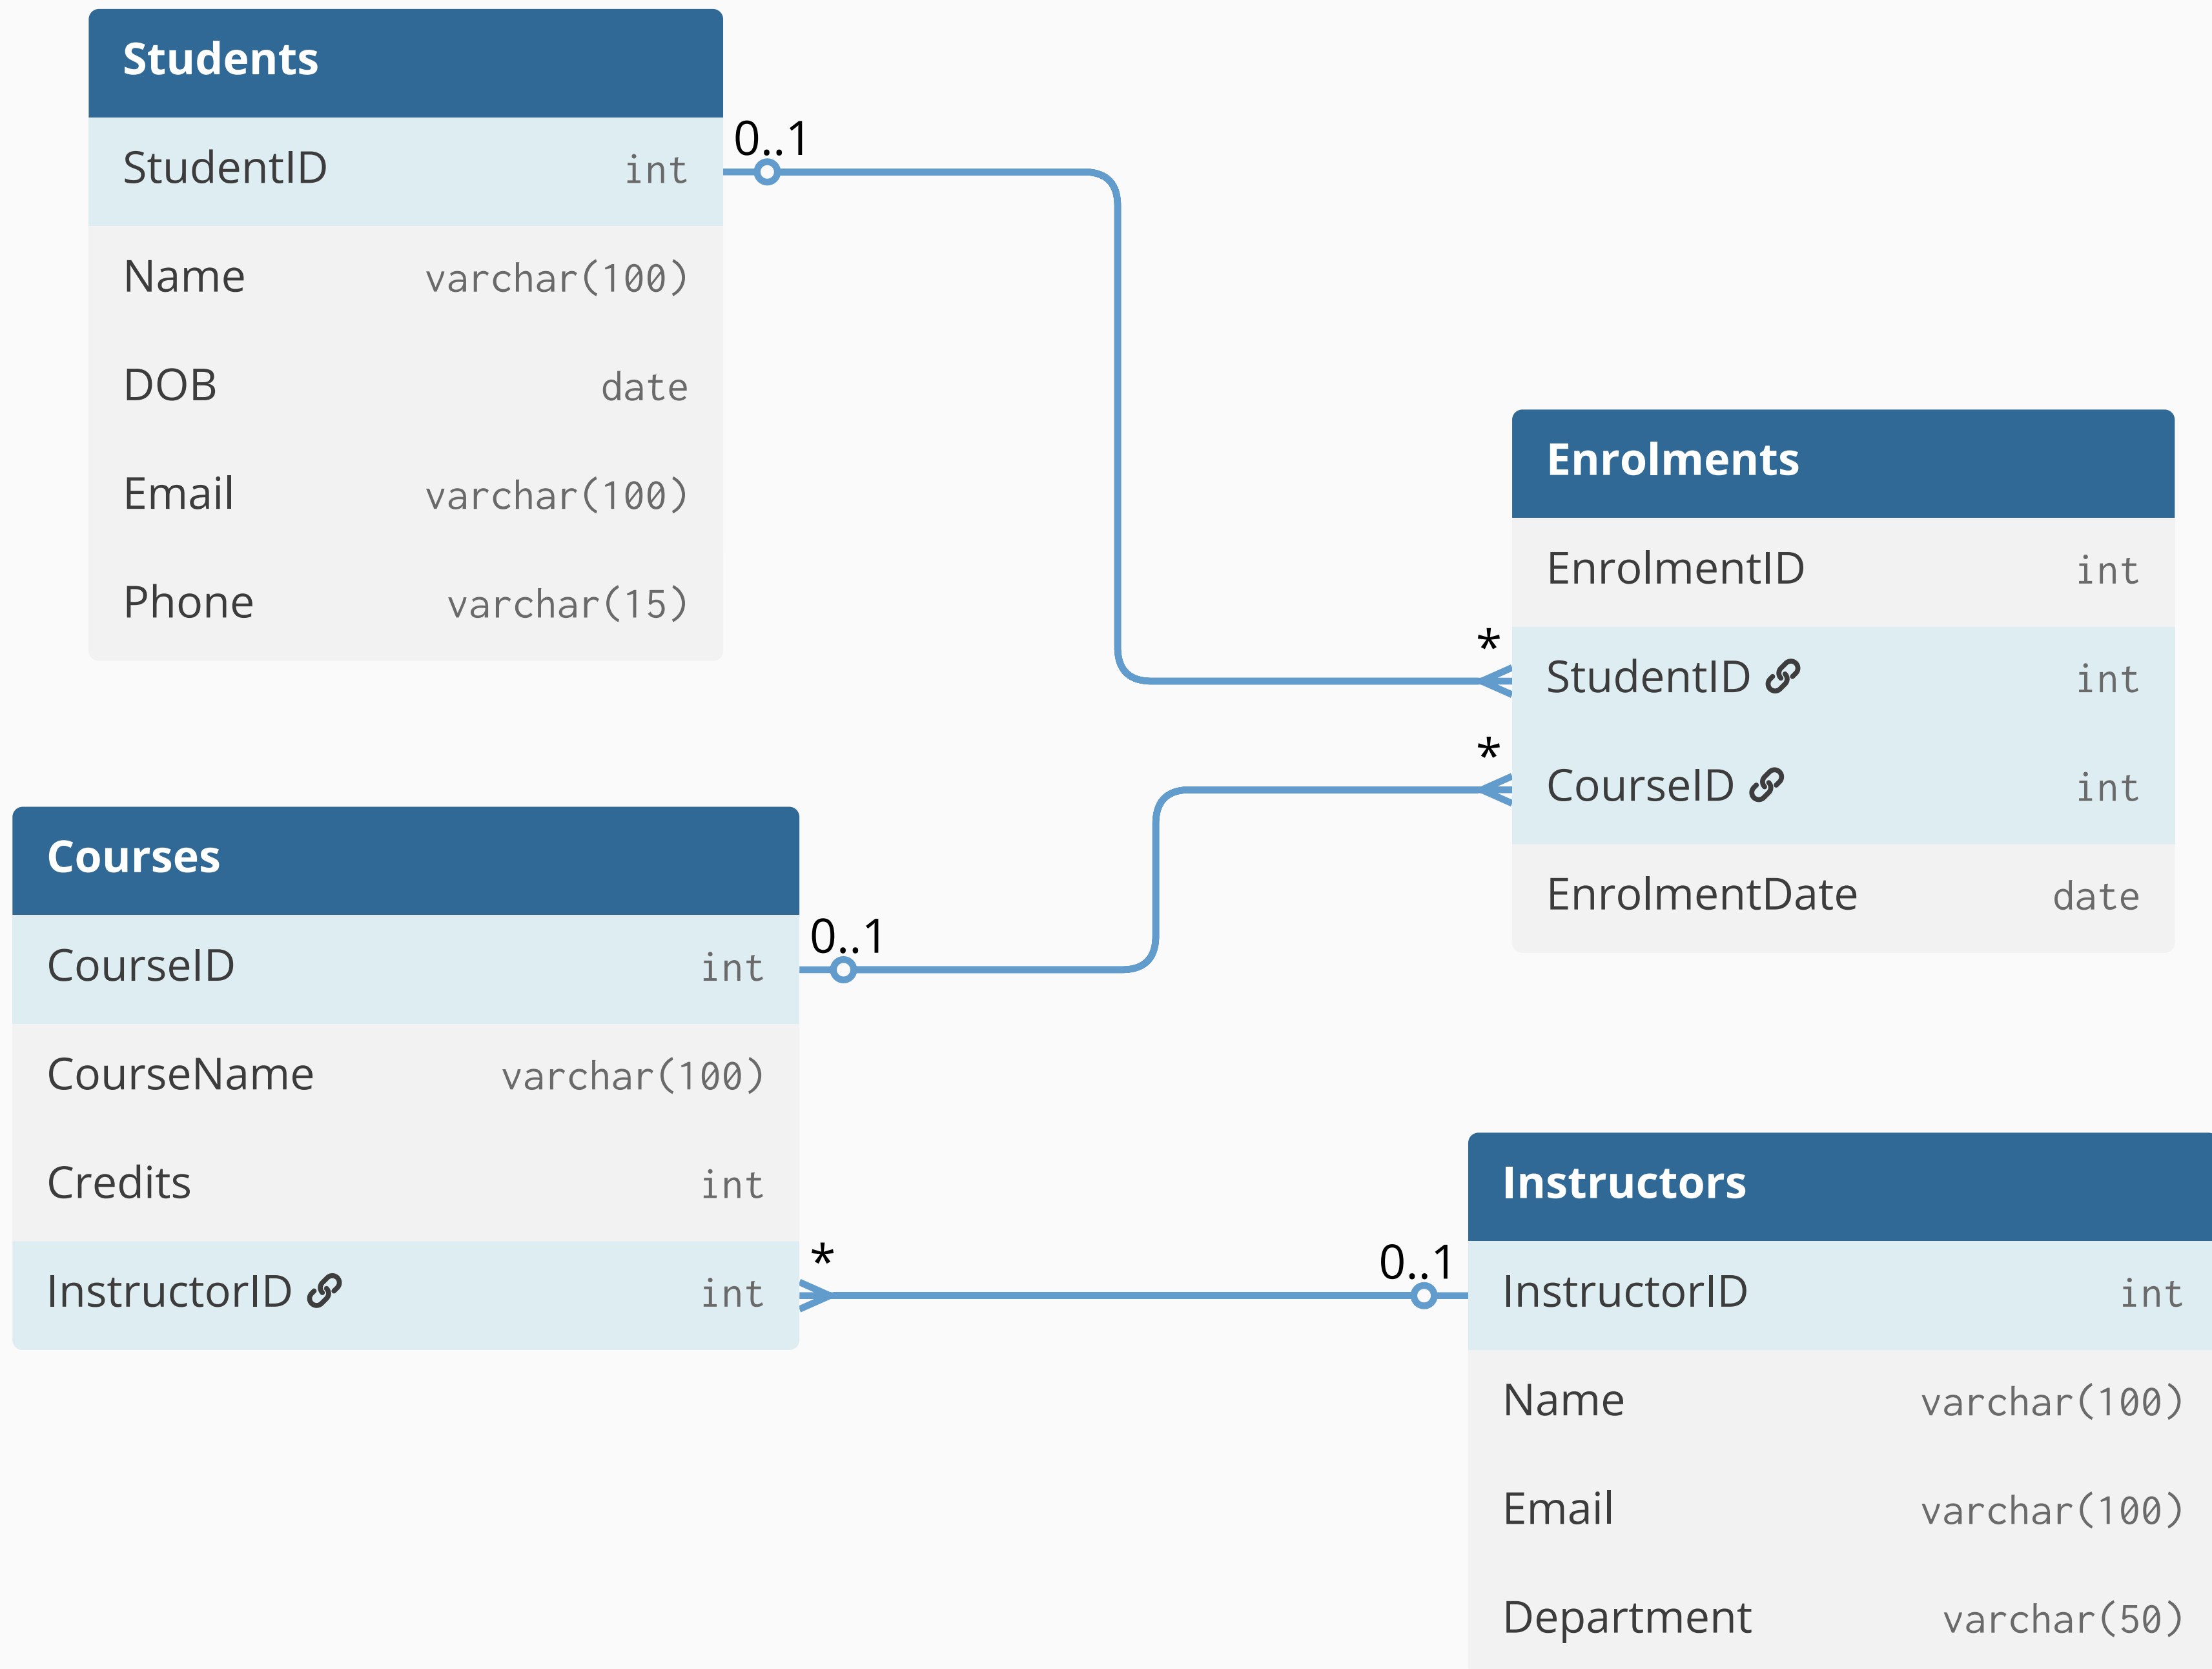 Students
StudentID int
Name varchar(100)
DOB date
Email varchar(100)
Phone varchar(15)
0..1
*
Enrolments
EnrolmentID int
StudentID int
CourseID int
EnrolmentDate date
*
Courses
CourseID int
CourseName varchar(100)
Credits int
InstructorID int
0..1
*
0..1
Instructors
InstructorID int
Name varchar(100)
Email varchar(100)
Department varchar(50)